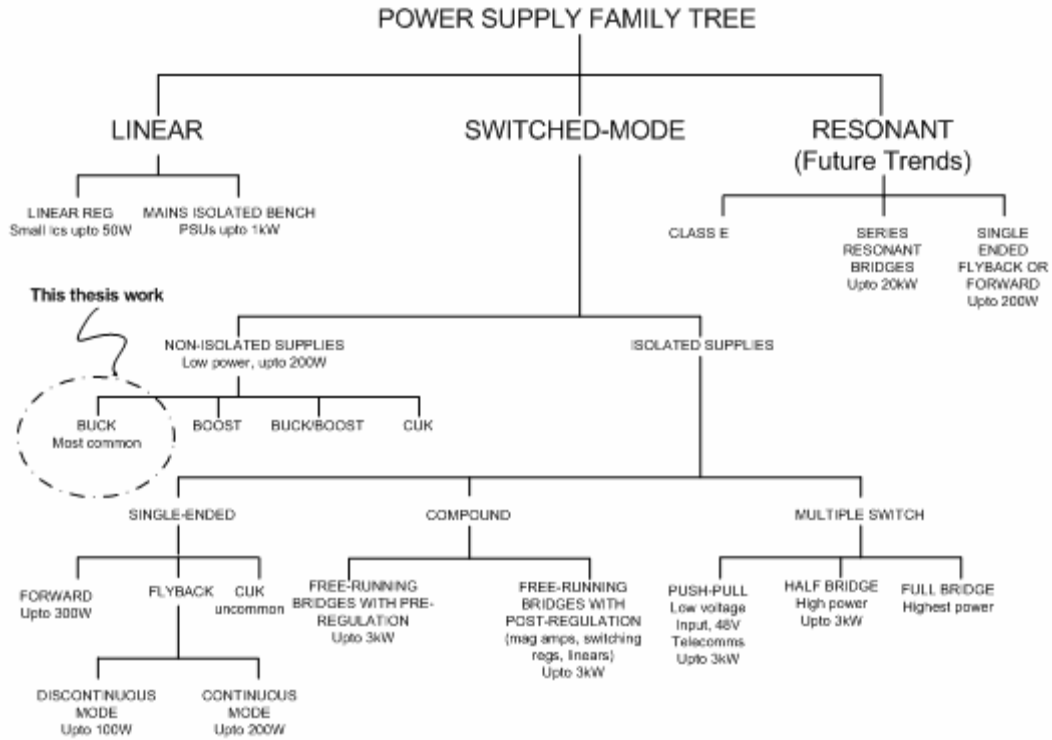 POWER SUPPLY FAMILY TREE
LINEAR
SWITCHED-MODE
RESONANT
(Future Trends)
LINEAR REG
Small Ics upto 50W
MAINS ISOLATED BENCH
PSUs upto 1kW
CLASS E
SERIES
RESONANT
BRIDGES
Upto 20kW
SINGLE
ENDED
FLYBACK OR
FORWARD
Upto 200W
This thesis work
NON-ISOLATED SUPPLIES
Low power, upto 200W
ISOLATED SUPPLIES
BUCK
Most common
BOOST
BUCK/BOOST
CUK
SINGLE-ENDED
COMPOUND
MULTIPLE SWITCH
FORWARD
Upto 300W
FLYBACK
CUK
uncommon
FREE-RUNNING
BRIDGES WITH PRE-
REGULATION
Upto 3kW
FREE-RUNNING
BRIDGES WITH
POST-REGULATION
(mag amps, switching
regs, linears)
Upto 3kW
PUSH-PULL
Low voltage
Input, 48V
Telecomms
Upto 3kW
HALF BRIDGE
High power
Upto 3kW
FULL BRIDGE
Highest power
DISCONTINUOUS
MODE
Upto 100W
CONTINUOUS
MODE
Upto 200W